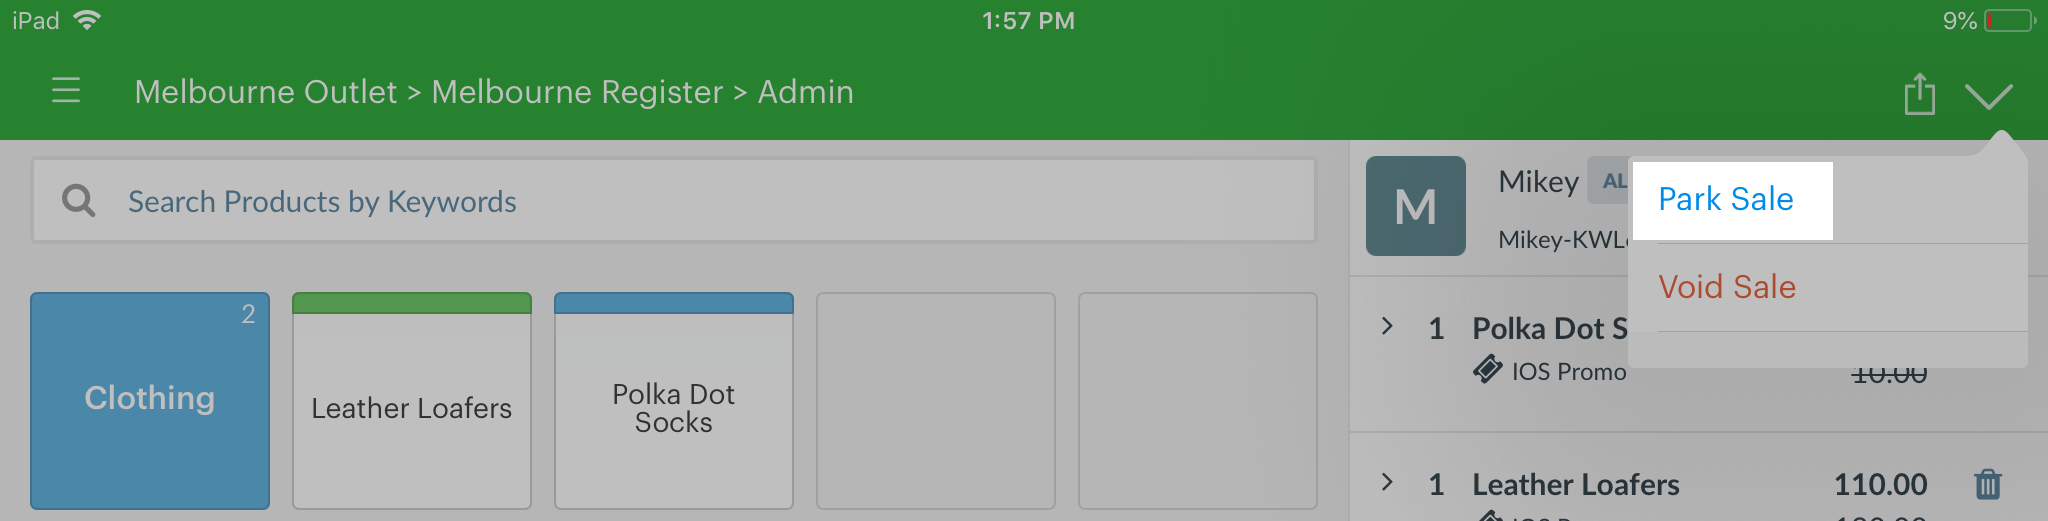 iPad
1:57 PM
9%
Melbourne Outlet > Melbourne Register > Admin
Search Products by Keywords
M
Mikey
AL
Mikey-KWL
Park Sale
Void Sale
2
Clothing
Leather Loafers
Polka Dot
Socks
1 Polka Dot S
IOS Promo
10.00
1 Leather Loafers 110.00